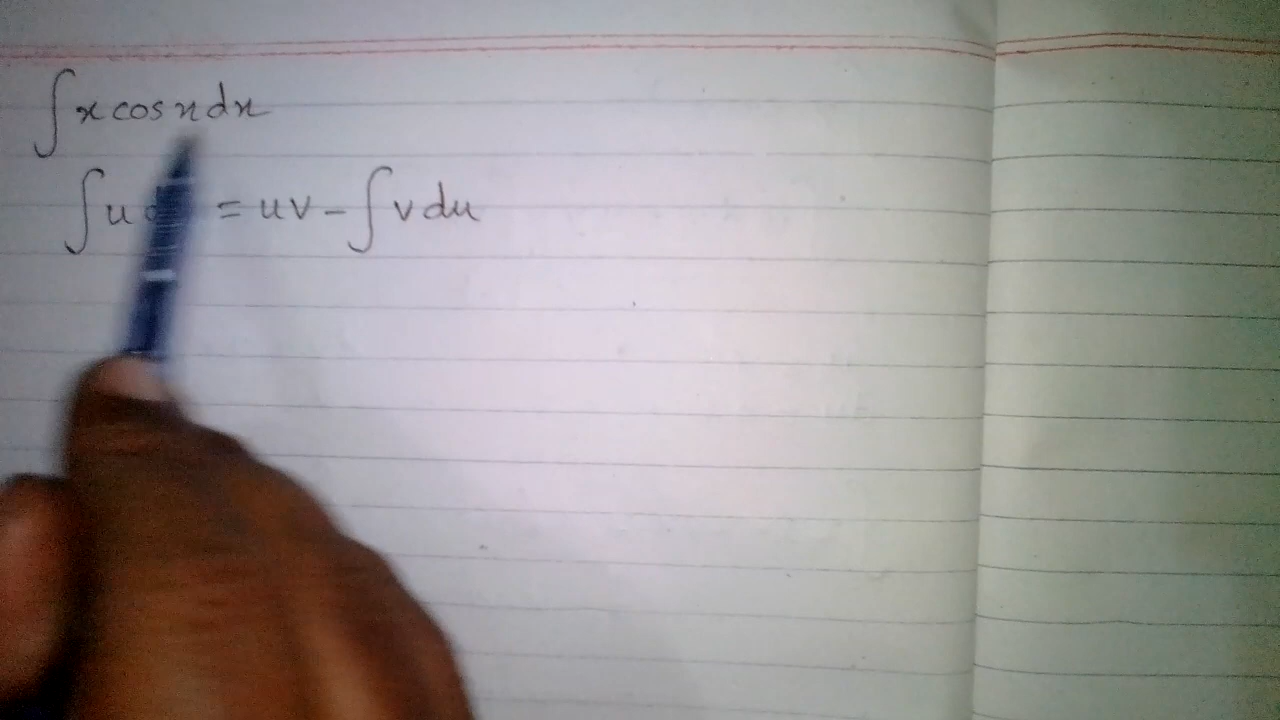 ∫x cos x dx
∫u d = uv - ∫v du